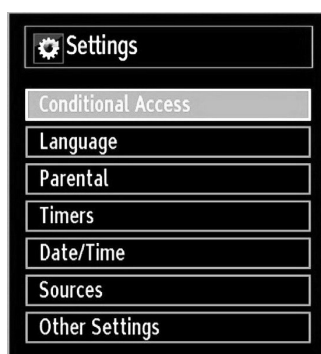 Settings
Conditional Access
Language
Parental
Timers
Date/Time
Sources
Other Settings